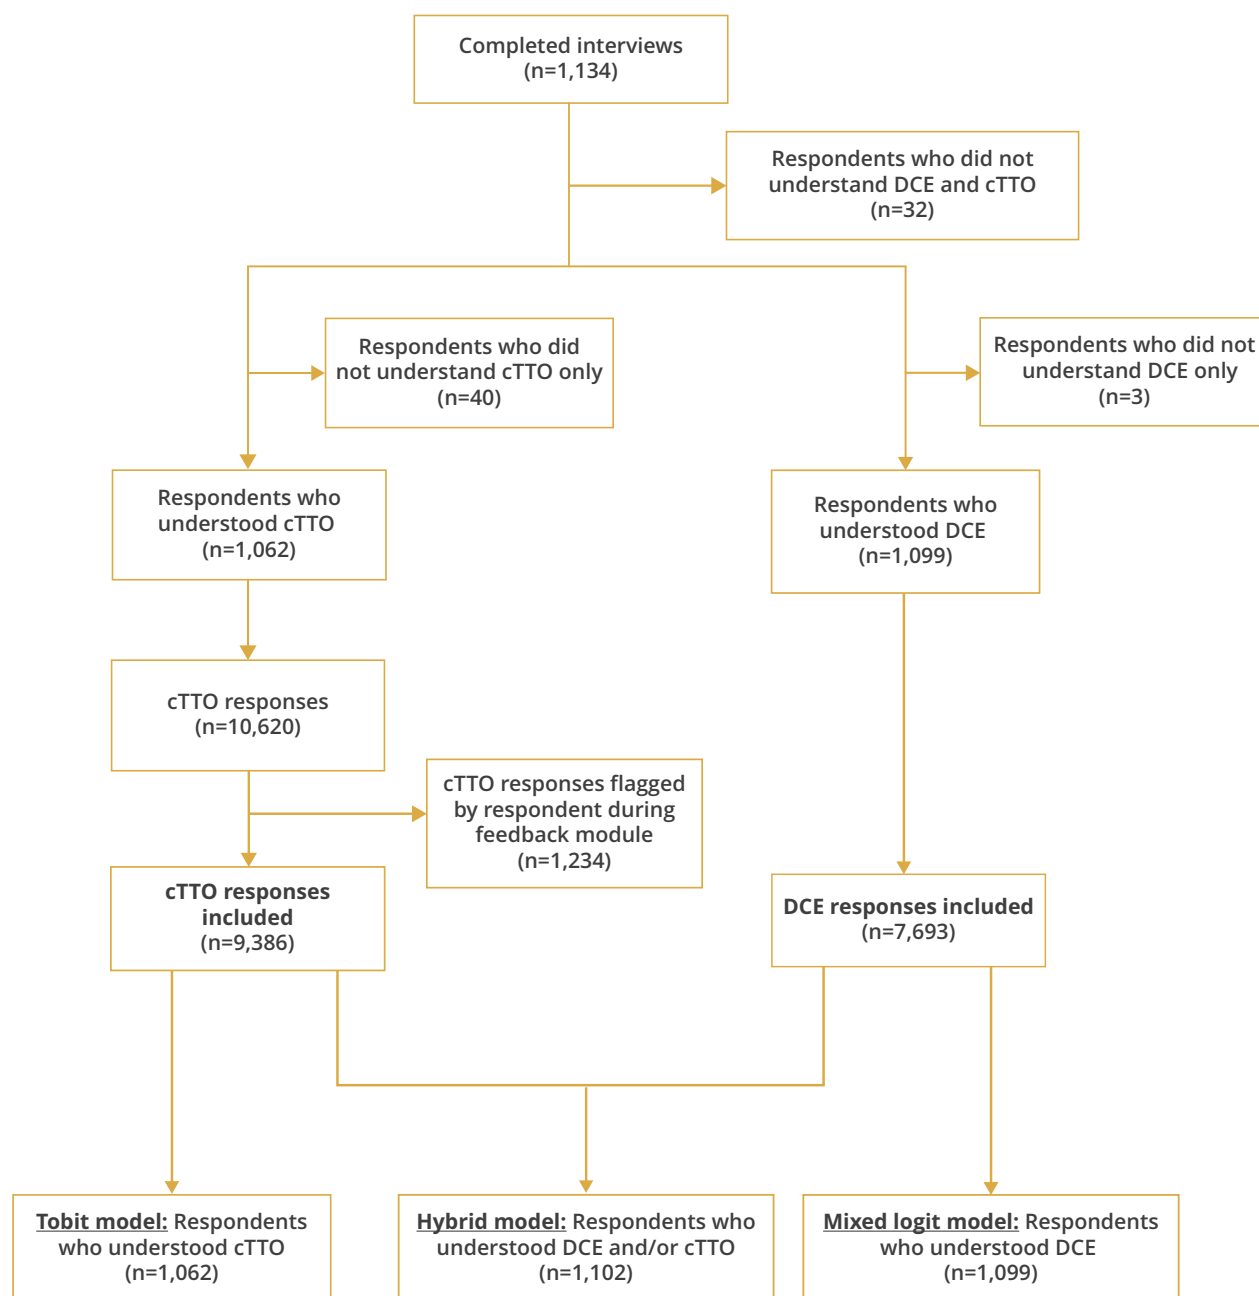 Completed interviews
(n=1,134)
Respondents who did not
understand DCE and cTTO
(n=32)
Respondents who did
not understand cTTO only
(n=40)
Respondents who did not
understand DCE only
(n=3)
Respondents who
understood cTTO
(n=1,062)
Respondents who
understood DCE
(n=1,099)
cTTO responses
(n=10,620)
cTTO responses flagged
by respondent during
feedback module
(n=1,234)
cTTO responses
included
(n=9,386)
DCE responses included
(n=7,693)
Tobit model: Respondents
who understood cTTO
(n=1,062)
Hybrid model: Respondents who
understood DCE and/or cTTO
(n=1,102)
Mixed logit model: Respondents
who understood DCE
(n=1,099)